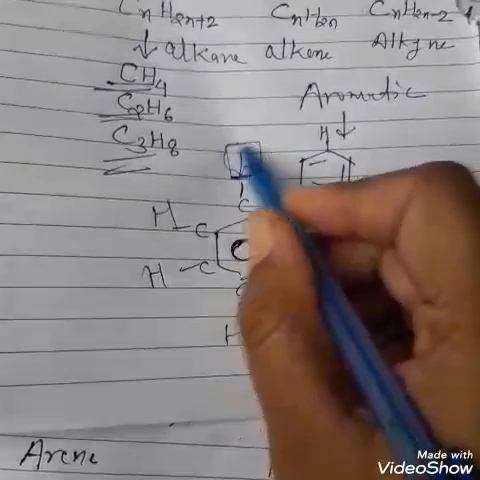 CnH2n+2 CnH2n CnH2n-2
alkane alkene Alkyne
CH4
C2H6 Aromatic
C3H8 H
C
H - C C
H - C
H
Arene
Made with
VideoShow